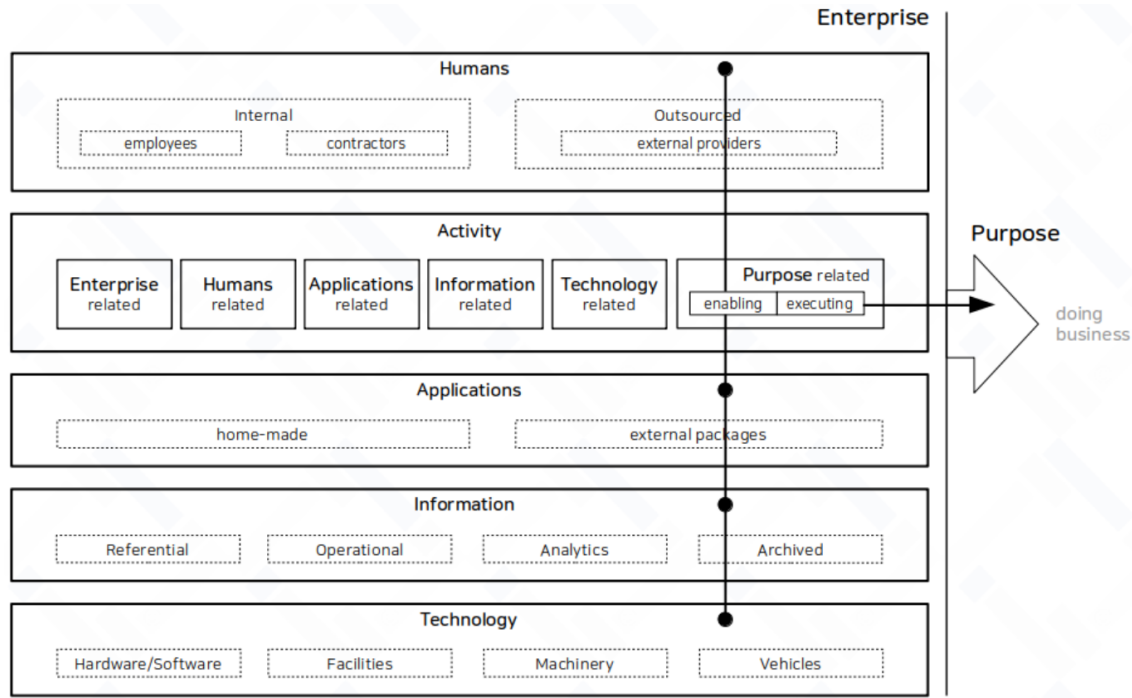 Enterprise
Humans
Internal
Outsourced
employees
contractors
external providers
Activity
Purpose
Enterprise
related
Humans
related
Applications
related
Information
related
Technology
related
Purpose related
enabling
executing
doing
business
Applications
home-made
external packages
Information
Referential
Operational
Analytics
Archived
Technology
Hardware/Software
Facilities
Machinery
Vehicles